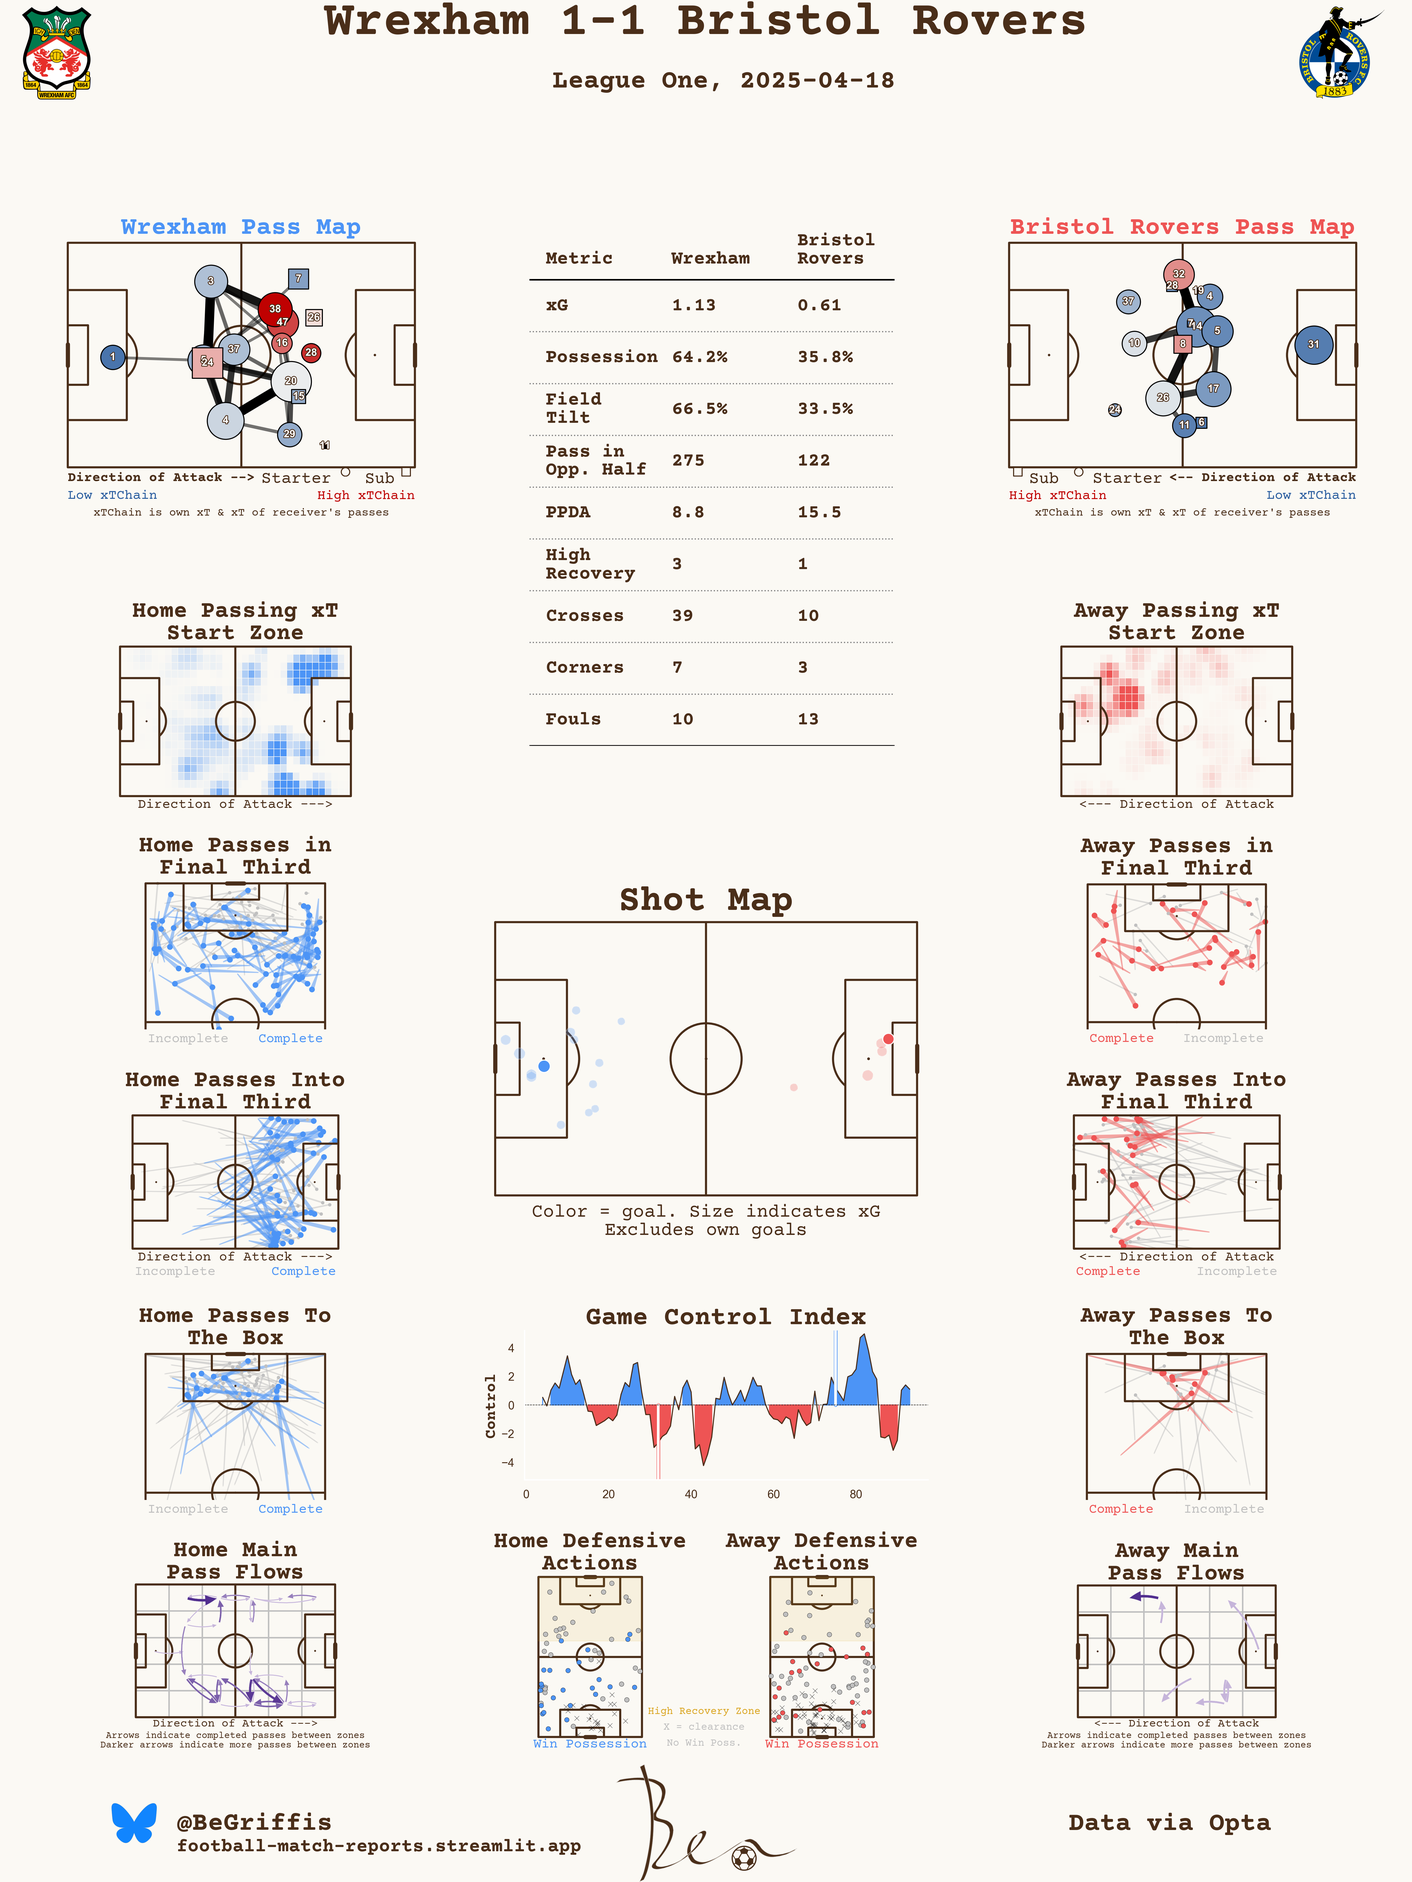 Wrexham 1-1 Bristol Rovers
League One, 2025-04-18
1864 1864
WREXHAM AFC
BRISTOL ROVERS F.C.
1883
Wrexham Pass Map
3
7
38
47
26
16
28
37
1
24
20
15
4
29
11
Direction of Attack --> Starter Sub
Low xTChain High xTChain
xTChain is own xT & xT of receiver's passes
Metric Wrexham Bristol Rovers
xG 1.13 0.61
Possession 64.2% 35.8%
Field Tilt 66.5% 33.5%
Pass in Opp. Half 275 122
PPDA 8.8 15.5
High Recovery 3 1
Crosses 39 10
Corners 7 3
Fouls 10 13
Bristol Rovers Pass Map
32
28
19
4
37
7
14
5
10
8
31
17
26
24
11
6
Sub Starter <-- Direction of Attack
High xTChain Low xTChain
xTChain is own xT & xT of receiver's passes
Home Passing xT
Start Zone
Direction of Attack --->
Away Passing xT
Start Zone
<--- Direction of Attack
Home Passes in
Final Third
Incomplete Complete
Away Passes in
Final Third
Complete Incomplete
Shot Map
Color = goal. Size indicates xG
Excludes own goals
Home Passes Into
Final Third
Direction of Attack --->
Incomplete Complete
Away Passes Into
Final Third
<--- Direction of Attack
Complete Incomplete
Home Passes To
The Box
Incomplete Complete
Game Control Index
Control
4
2
0
−2
−4
0 20 40 60 80
Away Passes To
The Box
Complete Incomplete
Home Main
Pass Flows
Direction of Attack --->
Arrows indicate completed passes between zones
Darker arrows indicate more passes between zones
Home Defensive
Actions
Win Possession
High Recovery Zone
X = clearance
No Win Poss.
Away Defensive
Actions
Win Possession
Away Main
Pass Flows
<--- Direction of Attack
Arrows indicate completed passes between zones
Darker arrows indicate more passes between zones
@BeGriffis
football-match-reports.streamlit.app
Ben
Data via Opta